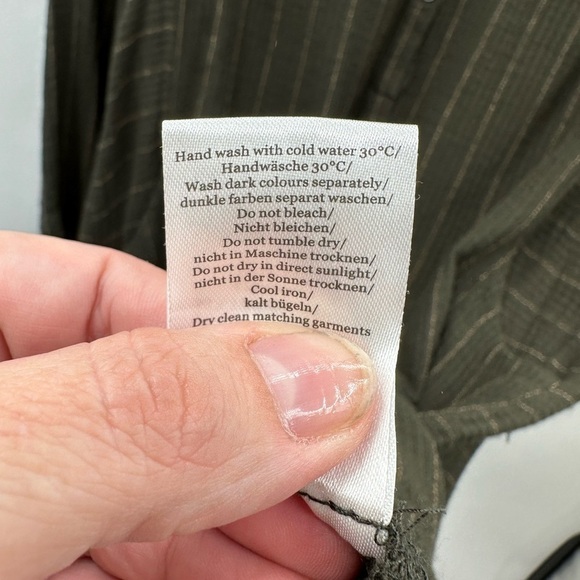 Hand wash with cold water 30°C/
Handwäsche 30°C/
Wash dark colours separately/
dunkle farben separat waschen/
Do not bleach/
Nicht bleichen/
Do not tumble dry/
nicht in Maschine trocknen/
Do not dry in direct sunlight/
nicht in der Sonne trocknen/
Cool iron/
kalt bügeln/
Dry clean matching garments